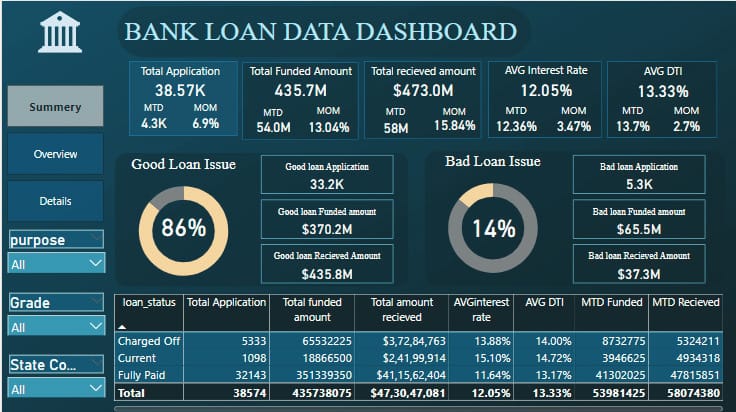 BANK LOAN DATA DASHBOARD
Summery
Overview
Details
purpose
All
Grade
All
State Co...
All
Total Application
38.57K
MTD MOM
4.3K 6.9%
Total Funded Amount
435.7M
MTD MOM
54.0M 13.04%
Total recieved amount
$473.0M
MTD MOM
58M 15.84%
AVG Interest Rate
12.05%
MTD MOM
12.36% 3.47%
AVG DTI
13.33%
MTD MOM
13.7% 2.7%
Good Loan Issue
86%
Good loan Application
33.2K
Good loan Funded amount
$370.2M
Good loan Recieved Amount
$435.8M
Bad Loan Issue
14%
Bad loan Application
5.3K
Bad loan Funded amount
$65.5M
Bad loan Recieved Amount
$37.3M
loan_status Total Application Total funded amount Total amount recieved AVGinterest rate AVG DTI MTD Funded MTD Recieved
Charged Off 5333 65532225 $3,72,84,763 13.88% 14.00% 8732775 5324211
Current 1098 18866500 $2,41,99,914 15.10% 14.72% 3946625 4934318
Fully Paid 32143 351339350 $41,15,62,404 11.64% 13.17% 41302025 47815851
Total 38574 435738075 $47,30,47,081 12.05% 13.33% 53981425 58074380